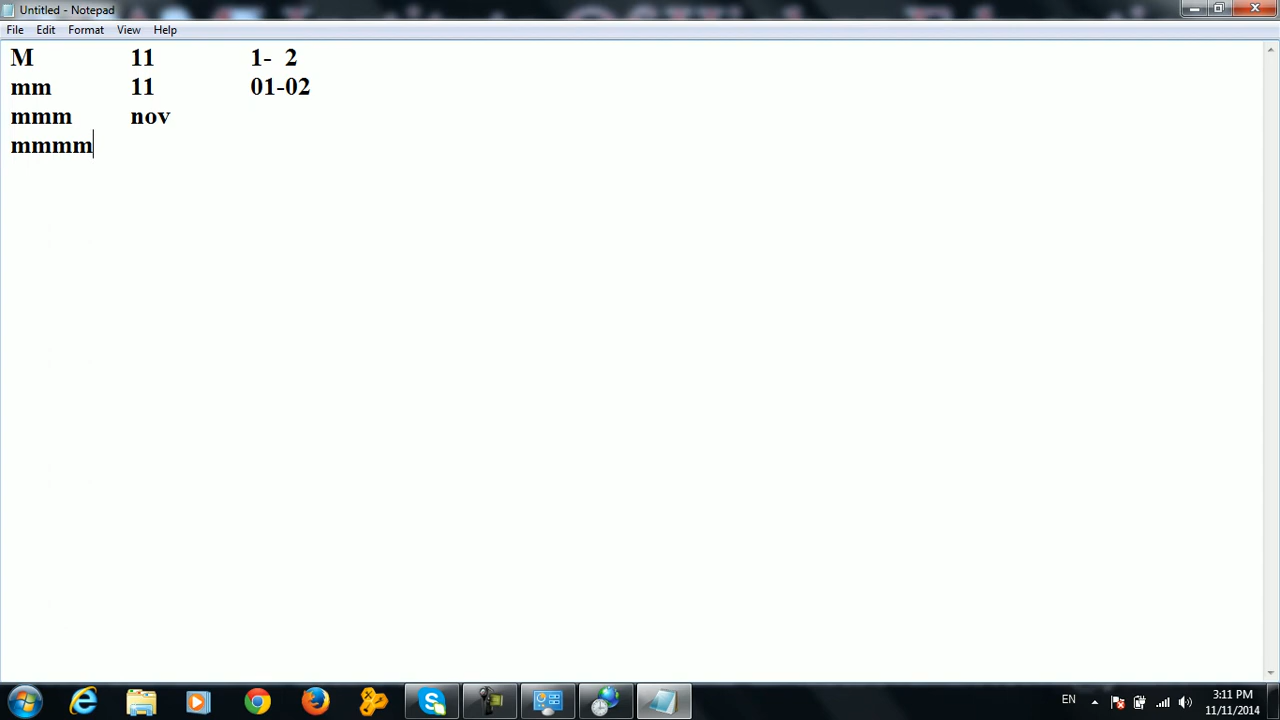 Untitled - Notepad
File Edit Format View Help
M 11 1- 2
mm 11 01-02
mmm nov
mmmm
EN
3:11 PM
11/11/2014